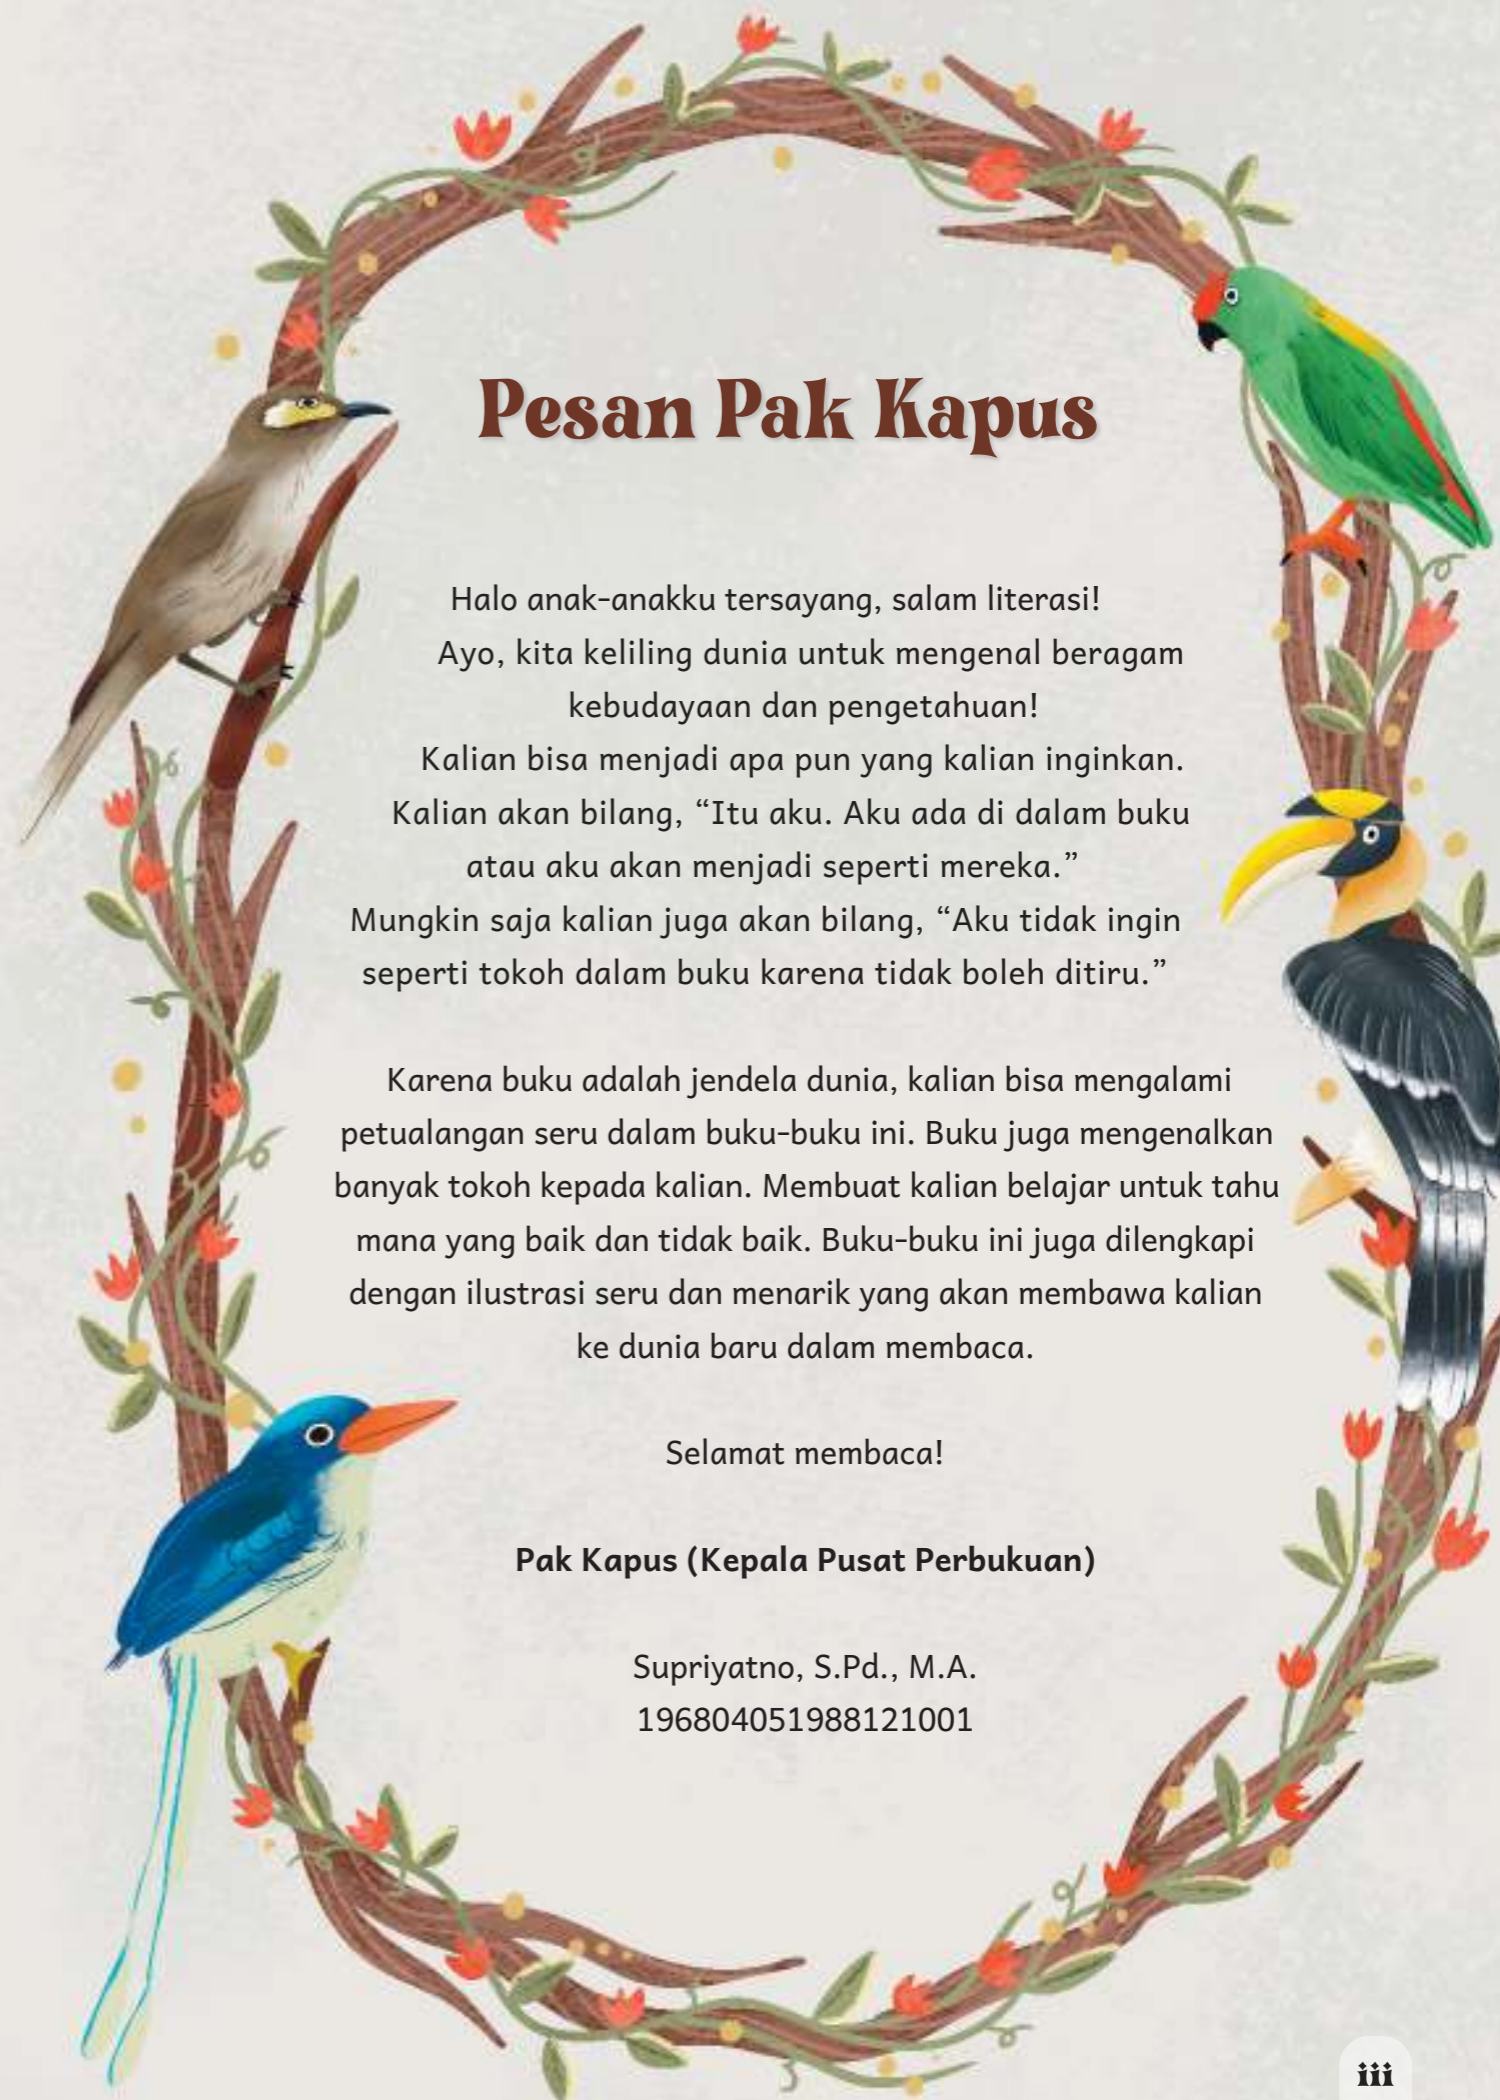 Pesan Pak Kapus
Halo anak-anakku tersayang, salam literasi!
Ayo, kita keliling dunia untuk mengenal beragam
kebudayaan dan pengetahuan!
Kalian bisa menjadi apa pun yang kalian inginkan.
Kalian akan bilang, “Itu aku. Aku ada di dalam buku
atau aku akan menjadi seperti mereka.”
Mungkin saja kalian juga akan bilang, “Aku tidak ingin
seperti tokoh dalam buku karena tidak boleh ditiru.”
Karena buku adalah jendela dunia, kalian bisa mengalami
petualangan seru dalam buku-buku ini. Buku juga mengenalkan
banyak tokoh kepada kalian. Membuat kalian belajar untuk tahu
mana yang baik dan tidak baik. Buku-buku ini juga dilengkapi
dengan ilustrasi seru dan menarik yang akan membawa kalian
ke dunia baru dalam membaca.
Selamat membaca!
Pak Kapus (Kepala Pusat Perbukuan)
Supriyatno, S.Pd., M.A.
196804051988121001
iii